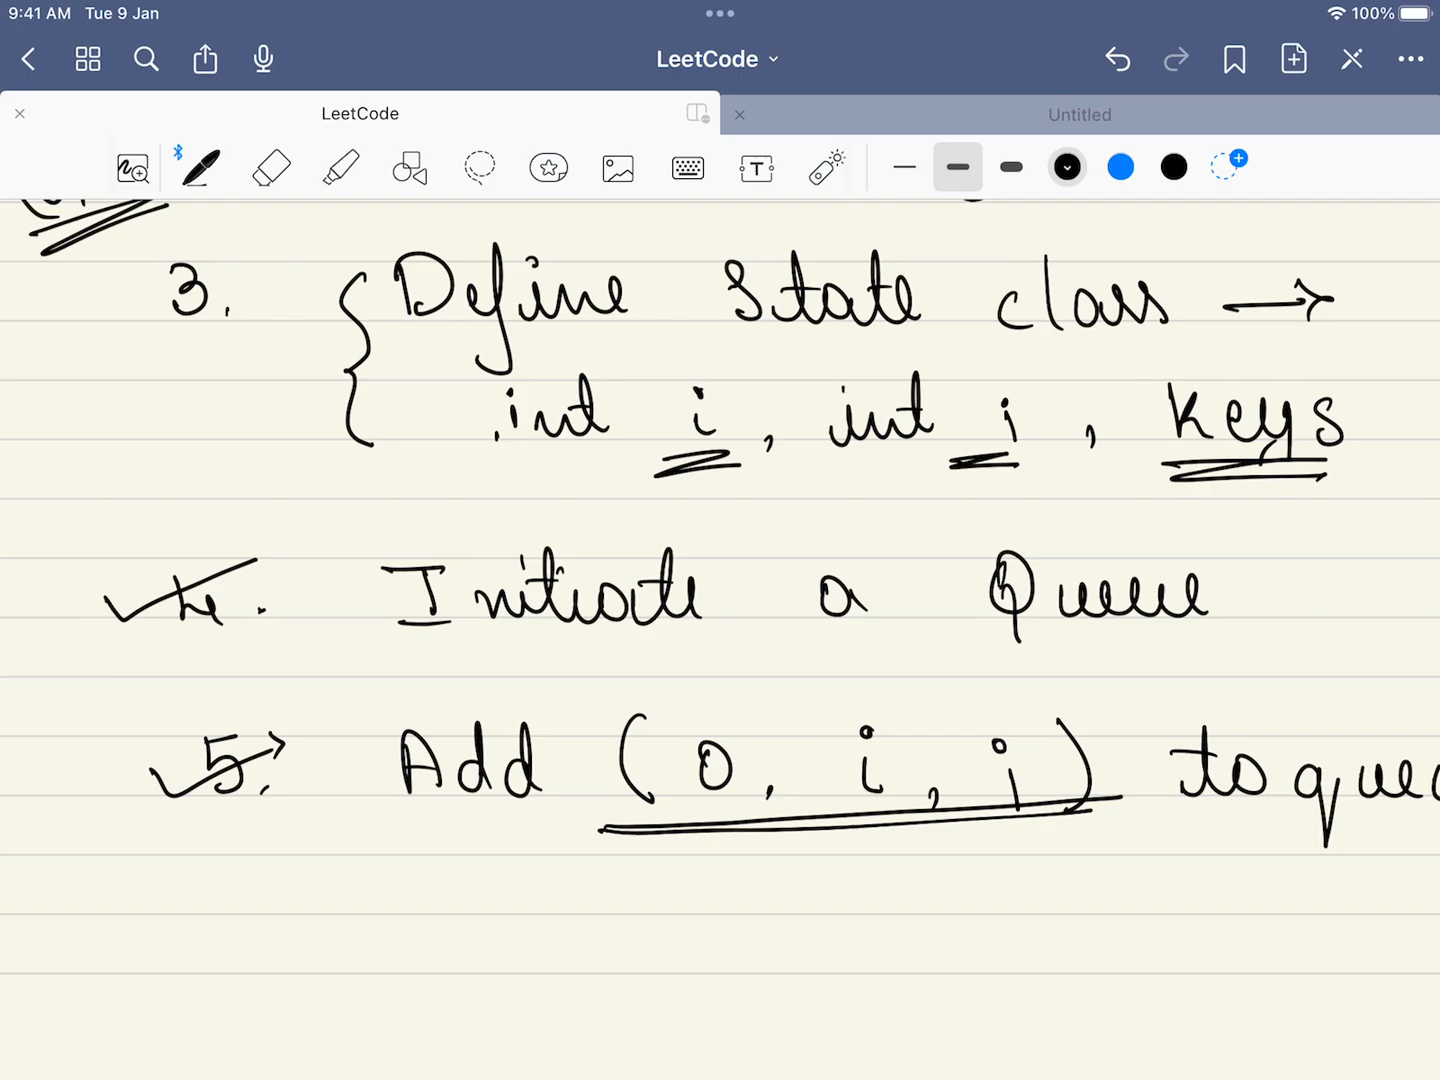 9:41 AM Tue 9 Jan
100%
LeetCode
LeetCode
Untitled
T
3. { Define State class →
int i, int j, keys
4. Initiate a Queue
5. Add (0, i, j) to que